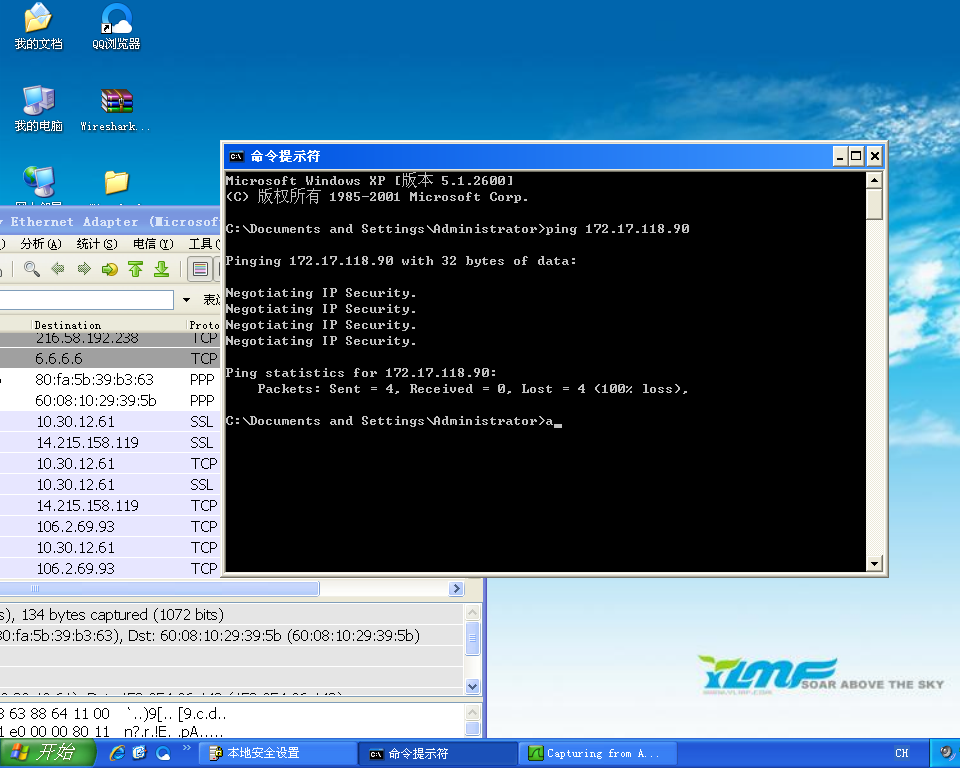 我的文档
QQ浏览器
我的电脑
Wireshark...
Ethernet Adapter (Microsof
分析(A) 统计(S) 电信(Y) 工具(
Destination Proto
216.58.192.238 TCP
6.6.6.6 TCP
80:fa:5b:39:b3:63 PPP
60:08:10:29:39:5b PPP
10.30.12.61 SSL
14.215.158.119 SSL
10.30.12.61 TCP
10.30.12.61 SSL
14.215.158.119 TCP
106.2.69.93 TCP
10.30.12.61 TCP
106.2.69.93 TCP
s), 134 bytes captured (1072 bits)
80:fa:5b:39:b3:63), Dst: 60:08:10:29:39:5b (60:08:10:29:39:5b)
8 63 88 64 11 00 `..)9[.. [9.c.d..
1 e0 00 00 80 11 n?.r.!E. .pA.....
命令提示符
Microsoft Windows XP [版本 5.1.2600]
(C) 版权所有 1985-2001 Microsoft Corp.
C:\Documents and Settings\Administrator>ping 172.17.118.90
Pinging 172.17.118.90 with 32 bytes of data:
Negotiating IP Security.
Negotiating IP Security.
Negotiating IP Security.
Negotiating IP Security.
Ping statistics for 172.17.118.90:
Packets: Sent = 4, Received = 0, Lost = 4 (100% loss),
C:\Documents and Settings\Administrator>a_
YLMF SOAR ABOVE THE SKY
WWW.YLMF.COM
开始
本地安全设置
命令提示符
Capturing from A...
CH